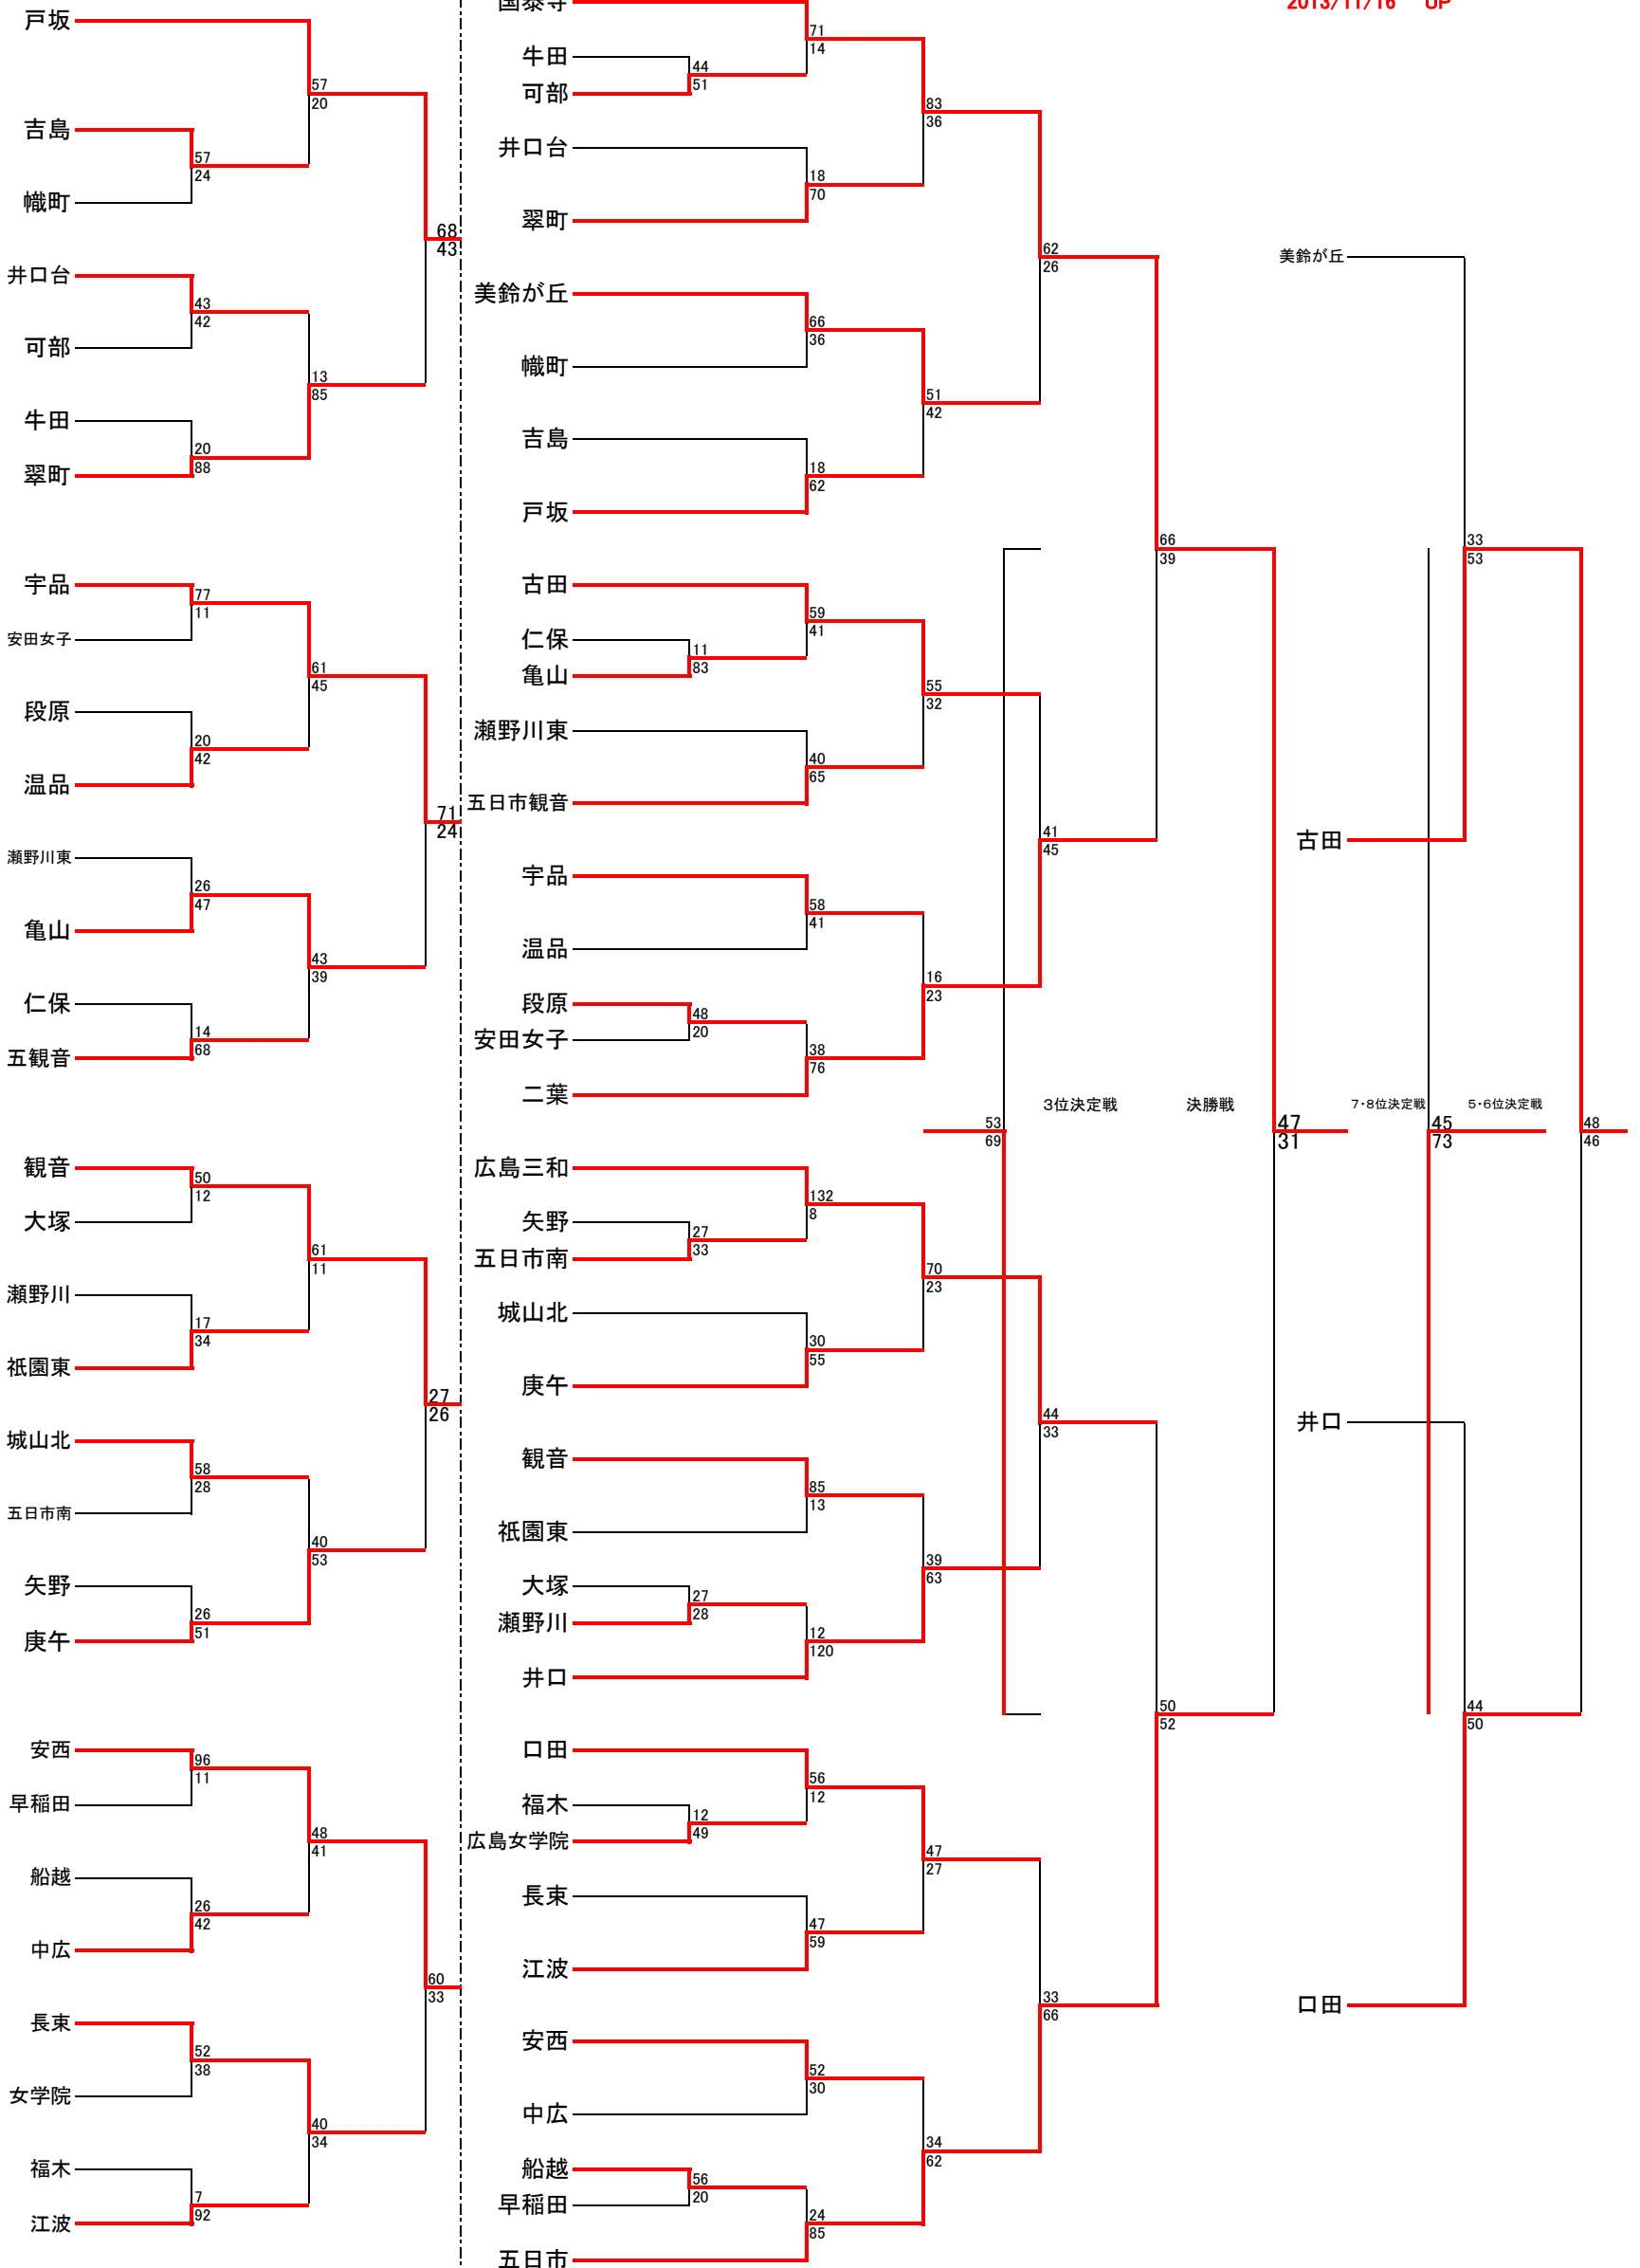 2013/11/16 UP
戸坂
57
20
吉島
57
24
幟町
68
43
井口台
43
42
可部
13
85
牛田
20
88
翠町
宇品
77
11
安田女子
61
45
段原
20
42
温品
71
24
瀬野川東
26
47
亀山
43
39
仁保
14
68
五観音
観音
50
12
大塚
61
11
瀬野川
17
34
祇園東
27
26
城山北
58
28
五日市南
40
53
矢野
26
51
庚午
安西
96
11
早稲田
48
41
船越
26
42
中広
60
33
長束
52
38
女学院
40
34
福木
7
92
江波
国泰寺
71
14
牛田
44
51
可部
83
36
井口台
18
70
翠町
62
26
美鈴が丘
66
36
幟町
51
42
吉島
18
62
戸坂
66
39
古田
59
41
仁保
11
83
亀山
55
32
瀬野川東
40
65
五日市観音
41
45
宇品
58
41
温品
16
23
段原
48
20
安田女子
38
76
二葉
53
69
3位決定戦
決勝戦
47
31
広島三和
132
8
矢野
27
33
五日市南
70
23
城山北
30
55
庚午
44
33
観音
85
13
祇園東
39
63
大塚
27
28
瀬野川
12
120
井口
50
52
口田
56
12
福木
12
49
広島女学院
47
27
長束
47
59
江波
33
66
安西
52
30
中広
34
62
船越
56
20
早稲田
24
85
五日市
美鈴が丘
33
53
古田
7・8位決定戦
5・6位決定戦
45
73
48
46
井口
44
50
口田